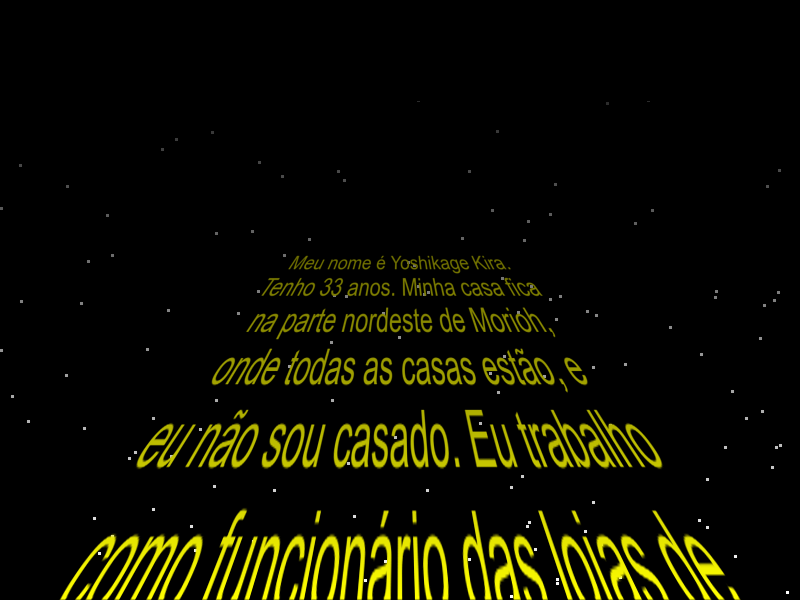 Meu nome é Yoshikage Kira.
Tenho 33 anos. Minha casa fica
na parte nordeste de Morioh,
onde todas as casas estão, e
eu não sou casado. Eu trabalho
como funcionário das lojas de